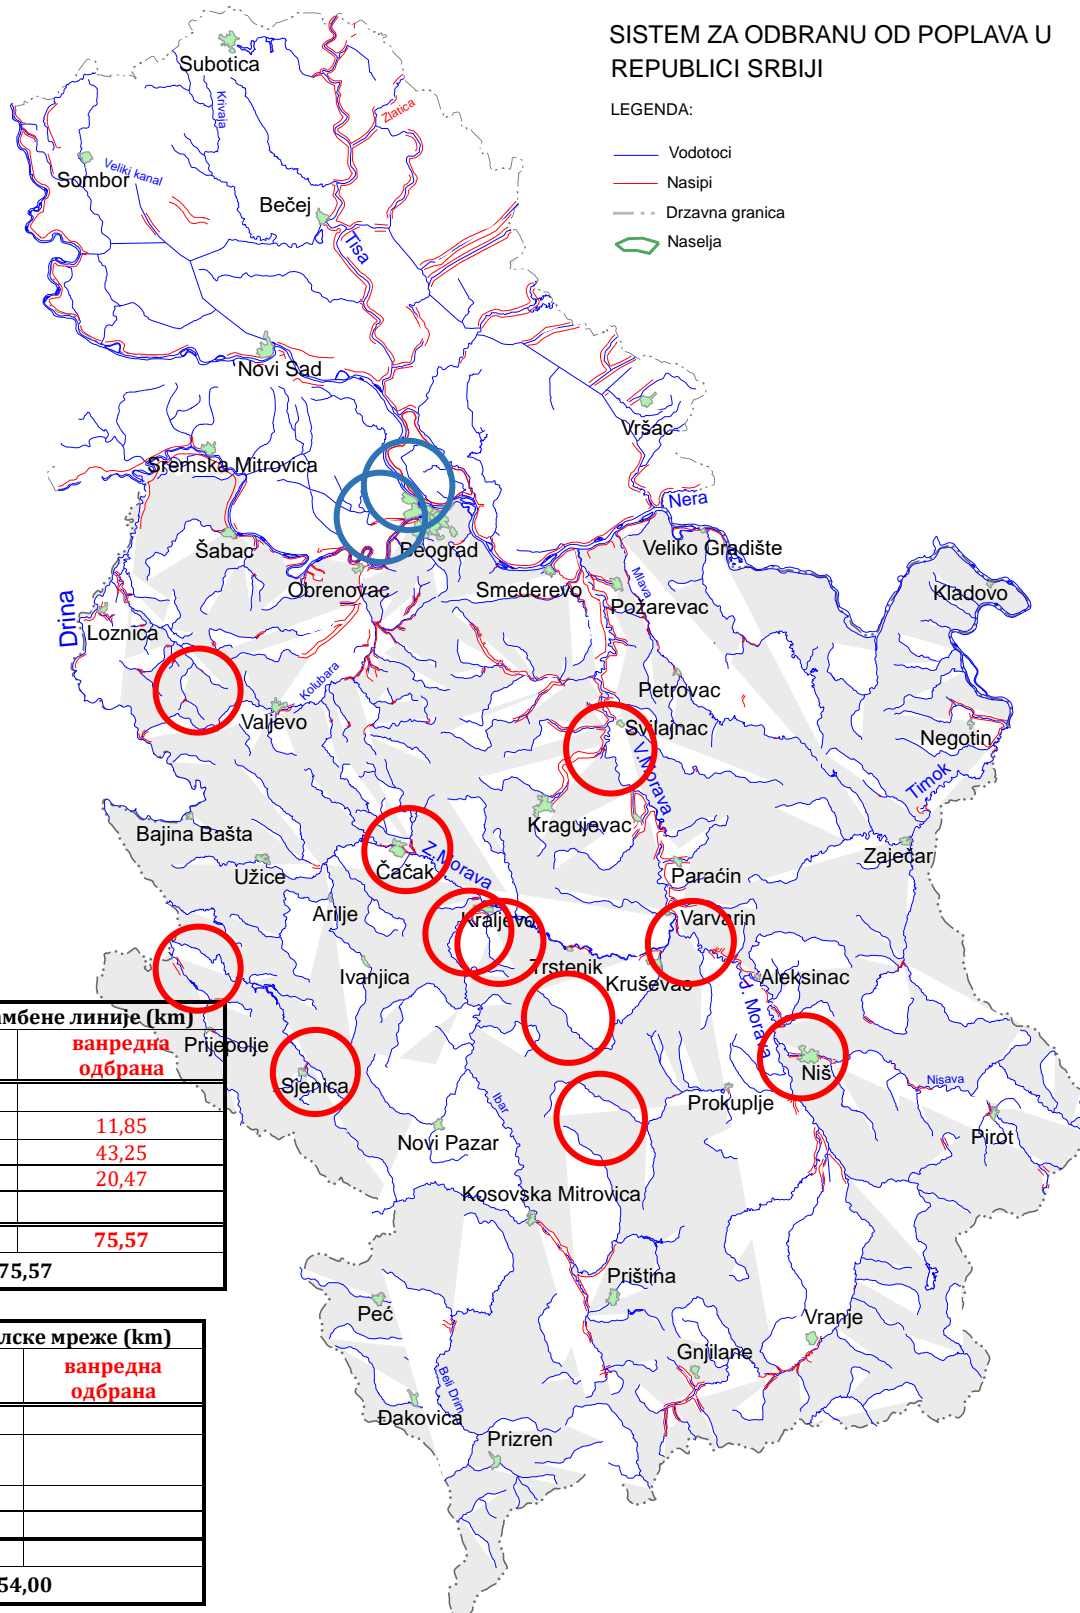 SISTEM ZA ODBRANU OD POPLAVA U
REPUBLICI SRBIJI
LEGENDA:
Vodotoci
Nasipi
Drzavna granica
Naselja
Subotica
Krivaja
Zlatica
Sombor
Veliki kanal
Bečej
Tisa
Novi Sad
Vršac
Sremska Mitrovica
Nera
Šabac
Beograd
Veliko Gradište
Obrenovac
Smederevo
Mlava
Požarevac
Kladovo
Drina
Loznica
Kolubara
Petrovac
Valjevo
Svilajnac
Negotin
V.Morava
Timok
Bajina Bašta
Kragujevac
Zaječar
Užice
Čačak
Z.Morava
Paraćin
Arilje
Kraljevo
Varvarin
Ivanjica
Trstenik
Kruševac
Aleksinac
J. Morava
Prijepolje
Sjenica
Niš
Nisava
Ibar
Prokuplje
Novi Pazar
Pirot
Kosovska Mitrovica
Priština
Peć
Vranje
Gnjilane
Beli Drim
Đakovica
Prizren
мбене линије (km)
ванредна
одбрана
11,85
43,25
20,47
75,57
75,57
лске мреже (km)
ванредна
одбрана
54,00